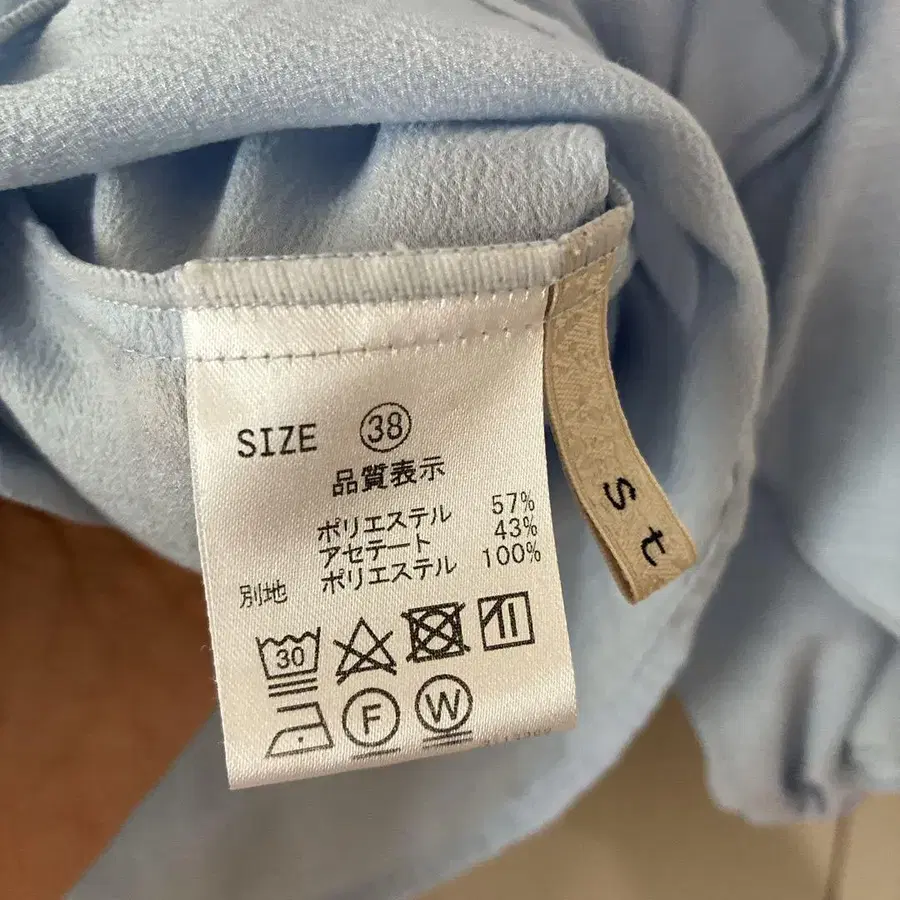 SIZE 38
品質表示
ポリエステル 57%
アセテート 43%
別地 ポリエステル 100%
30
F W
St